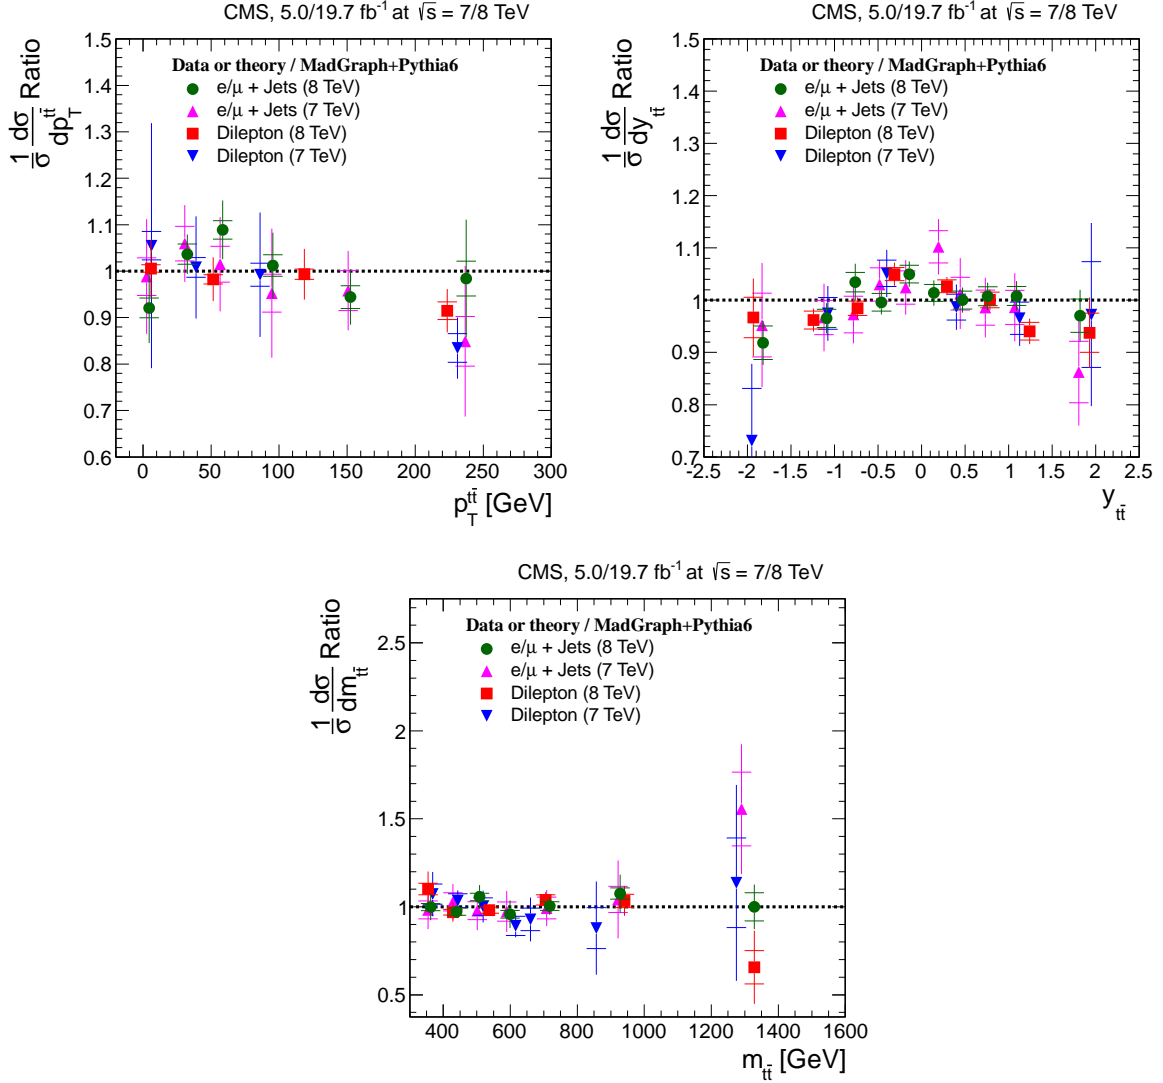 CMS, 5.0/19.7 fb⁻¹ at √s = 7/8 TeV
1/σ dσ/dp_T^{tt̄} Ratio
Data or theory / MadGraph+Pythia6
e/μ + Jets (8 TeV)
e/μ + Jets (7 TeV)
Dilepton (8 TeV)
Dilepton (7 TeV)
1.5
1.4
1.3
1.2
1.1
1
0.9
0.8
0.7
0.6
0 50 100 150 200 250 300
p_T^{tt̄} [GeV]
CMS, 5.0/19.7 fb⁻¹ at √s = 7/8 TeV
1/σ dσ/dy_{tt̄} Ratio
Data or theory / MadGraph+Pythia6
e/μ + Jets (8 TeV)
e/μ + Jets (7 TeV)
Dilepton (8 TeV)
Dilepton (7 TeV)
1.5
1.4
1.3
1.2
1.1
1
0.9
0.8
0.7
-2.5 -2 -1.5 -1 -0.5 0 0.5 1 1.5 2 2.5
y_{tt̄}
CMS, 5.0/19.7 fb⁻¹ at √s = 7/8 TeV
1/σ dσ/dm_{tt̄} Ratio
Data or theory / MadGraph+Pythia6
e/μ + Jets (8 TeV)
e/μ + Jets (7 TeV)
Dilepton (8 TeV)
Dilepton (7 TeV)
2.5
2
1.5
1
0.5
400 600 800 1000 1200 1400 1600
m_{tt̄} [GeV]